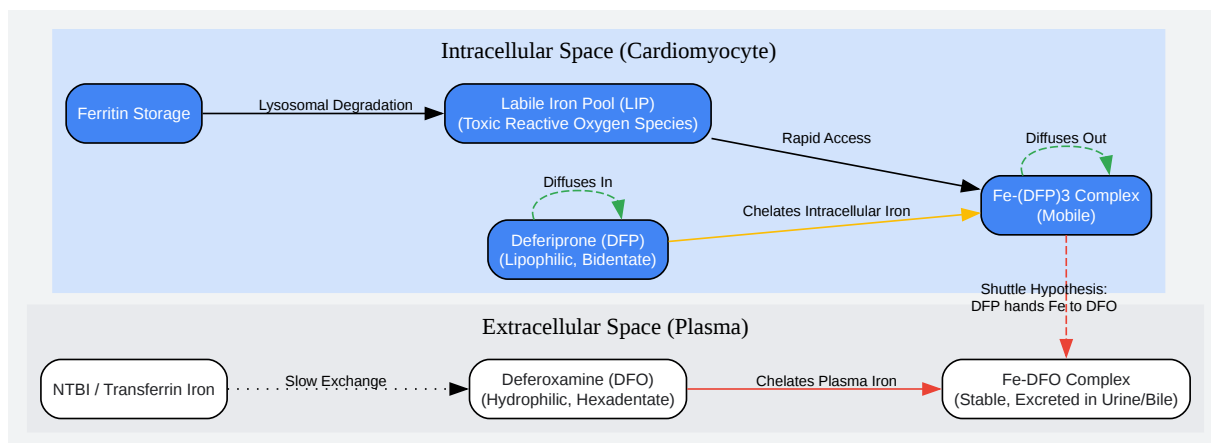 Intracellular Space (Cardiomyocyte)
Ferritin Storage
Lysosomal Degradation
Labile Iron Pool (LIP)
(Toxic Reactive Oxygen Species)
Rapid Access
Diffuses Out
Fe-(DFP)3 Complex
(Mobile)
Diffuses In
Deferiprone (DFP)
(Lipophilic, Bidentate)
Chelates Intracellular Iron
Shuttle Hypothesis:
DFP hands Fe to DFO
Extracellular Space (Plasma)
NTBI / Transferrin Iron
Slow Exchange
Deferoxamine (DFO)
(Hydrophilic, Hexadentate)
Chelates Plasma Iron
Fe-DFO Complex
(Stable, Excreted in Urine/Bile)